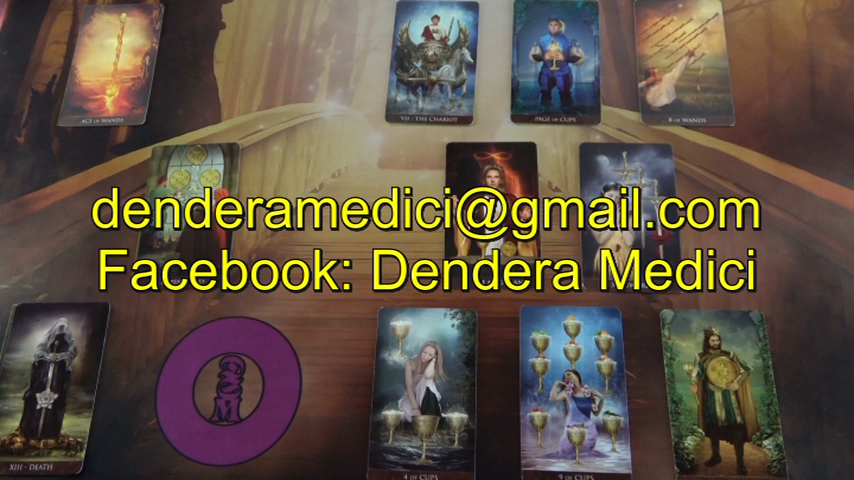 ACE OF WANDS
VII - THE CHARIOT
PAGE OF CUPS
8 OF WANDS
denderamedici@gmail.com
Facebook: Dendera Medici
XIII - DEATH
4 OF CUPS
9 OF CUPS